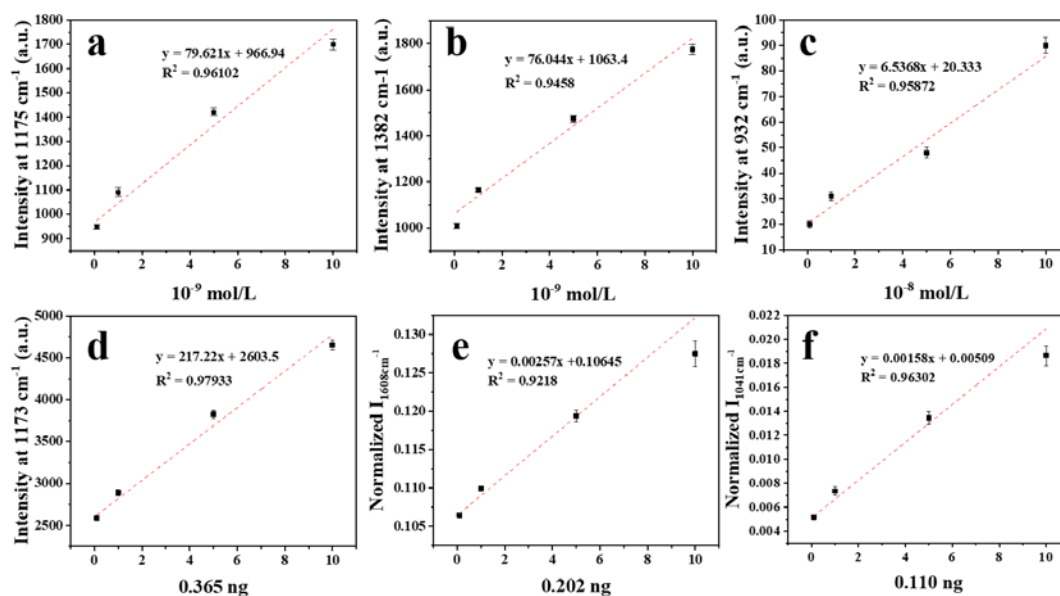 a
y = 79.621x + 966.94
R² = 0.96102
Intensity at 1175 cm⁻¹ (a.u.)
1800
1700
1600
1500
1400
1300
1200
1100
1000
900
0 2 4 6 8 10
10⁻⁹ mol/L
b
y = 76.044x + 1063.4
R² = 0.9458
Intensity at 1382 cm-1 (a.u.)
1800
1600
1400
1200
1000
0 2 4 6 8 10
10⁻⁹ mol/L
c
y = 6.5368x + 20.333
R² = 0.95872
Intensity at 932 cm⁻¹ (a.u.)
100
90
80
70
60
50
40
30
20
10
0 2 4 6 8 10
10⁻⁸ mol/L
d
y = 217.22x + 2603.5
R² = 0.97933
Intensity at 1173 cm⁻¹ (a.u.)
5000
4500
4000
3500
3000
2500
0 2 4 6 8 10
0.365 ng
e
y = 0.00257x +0.10645
R² = 0.9218
Normalized I1608cm⁻¹
0.130
0.125
0.120
0.115
0.110
0.105
0 2 4 6 8 10
0.202 ng
f
y = 0.00158x + 0.00509
R² = 0.96302
Normalized I1041cm⁻¹
0.022
0.020
0.018
0.016
0.014
0.012
0.010
0.008
0.006
0.004
0 2 4 6 8 10
0.110 ng